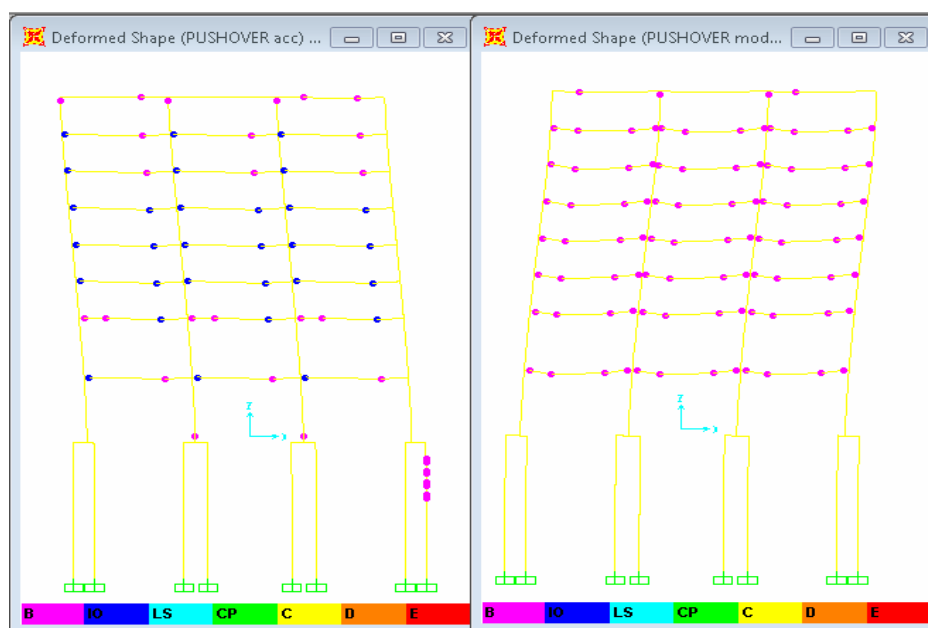 Deformed Shape (PUSHOVER acc) ...
Z
X
B IO LS CP C D E
Deformed Shape (PUSHOVER mod...
Z
X
B IO LS CP C D E